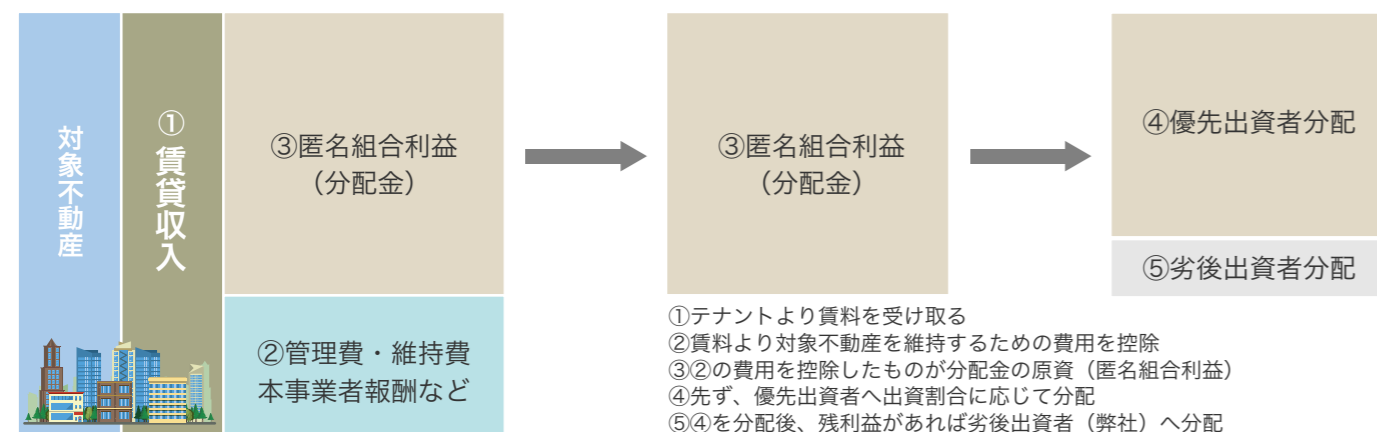 対象不動産
①賃貸収入
③匿名組合利益
（分配金）
②管理費・維持費
本事業者報酬など
③匿名組合利益
（分配金）
④優先出資者分配
⑤劣後出資者分配
①テナントより賃料を受け取る
②賃料より対象不動産を維持するための費用を控除
③②の費用を控除したものが分配金の原資（匿名組合利益）
④先ず、優先出資者へ出資割合に応じて分配
⑤④を分配後、残利益があれば劣後出資者（弊社）へ分配